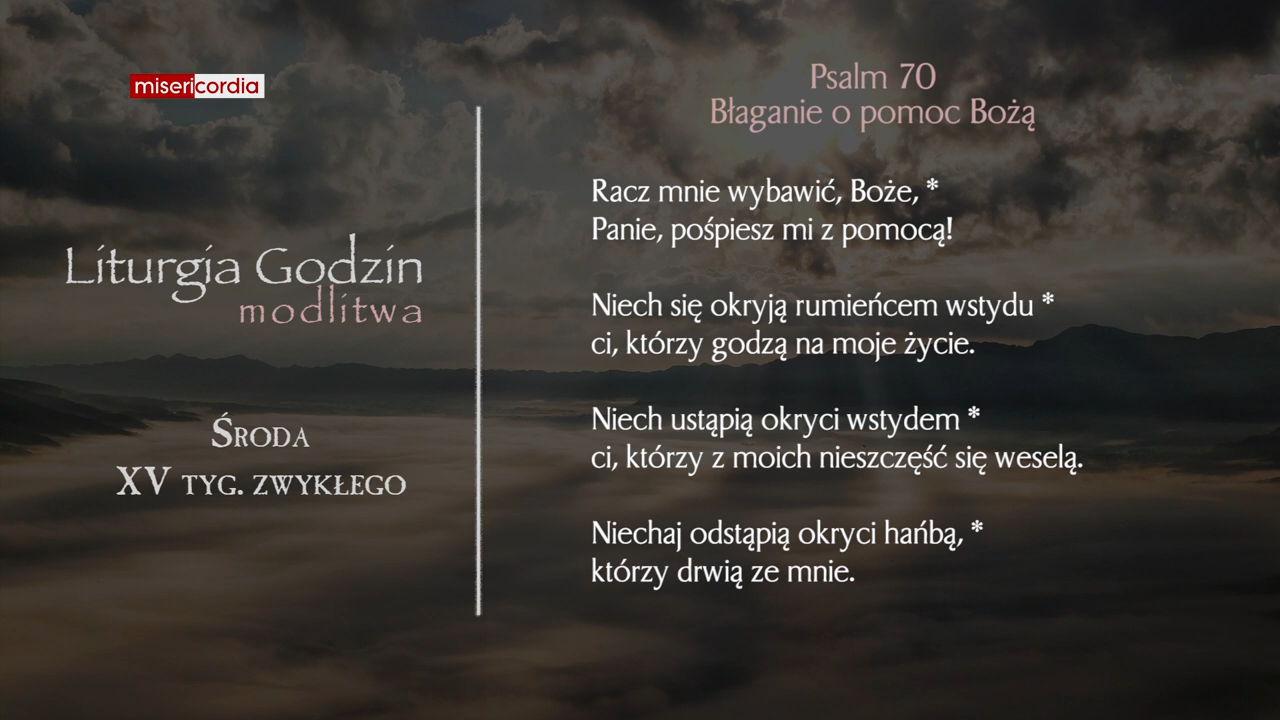 misericordia
Liturgia Godzin
modlitwa
Środa
XV tyg. zwykłego
Psalm 70
Błaganie o pomoc Bożą
Racz mnie wybawić, Boże, *
Panie, pośpiesz mi z pomocą!
Niech się okryją rumieńcem wstydu *
ci, którzy godzą na moje życie.
Niech ustąpią okryci wstydem *
ci, którzy z moich nieszczęść się weselą.
Niechaj odstąpią okryci hańbą, *
którzy drwią ze mnie.